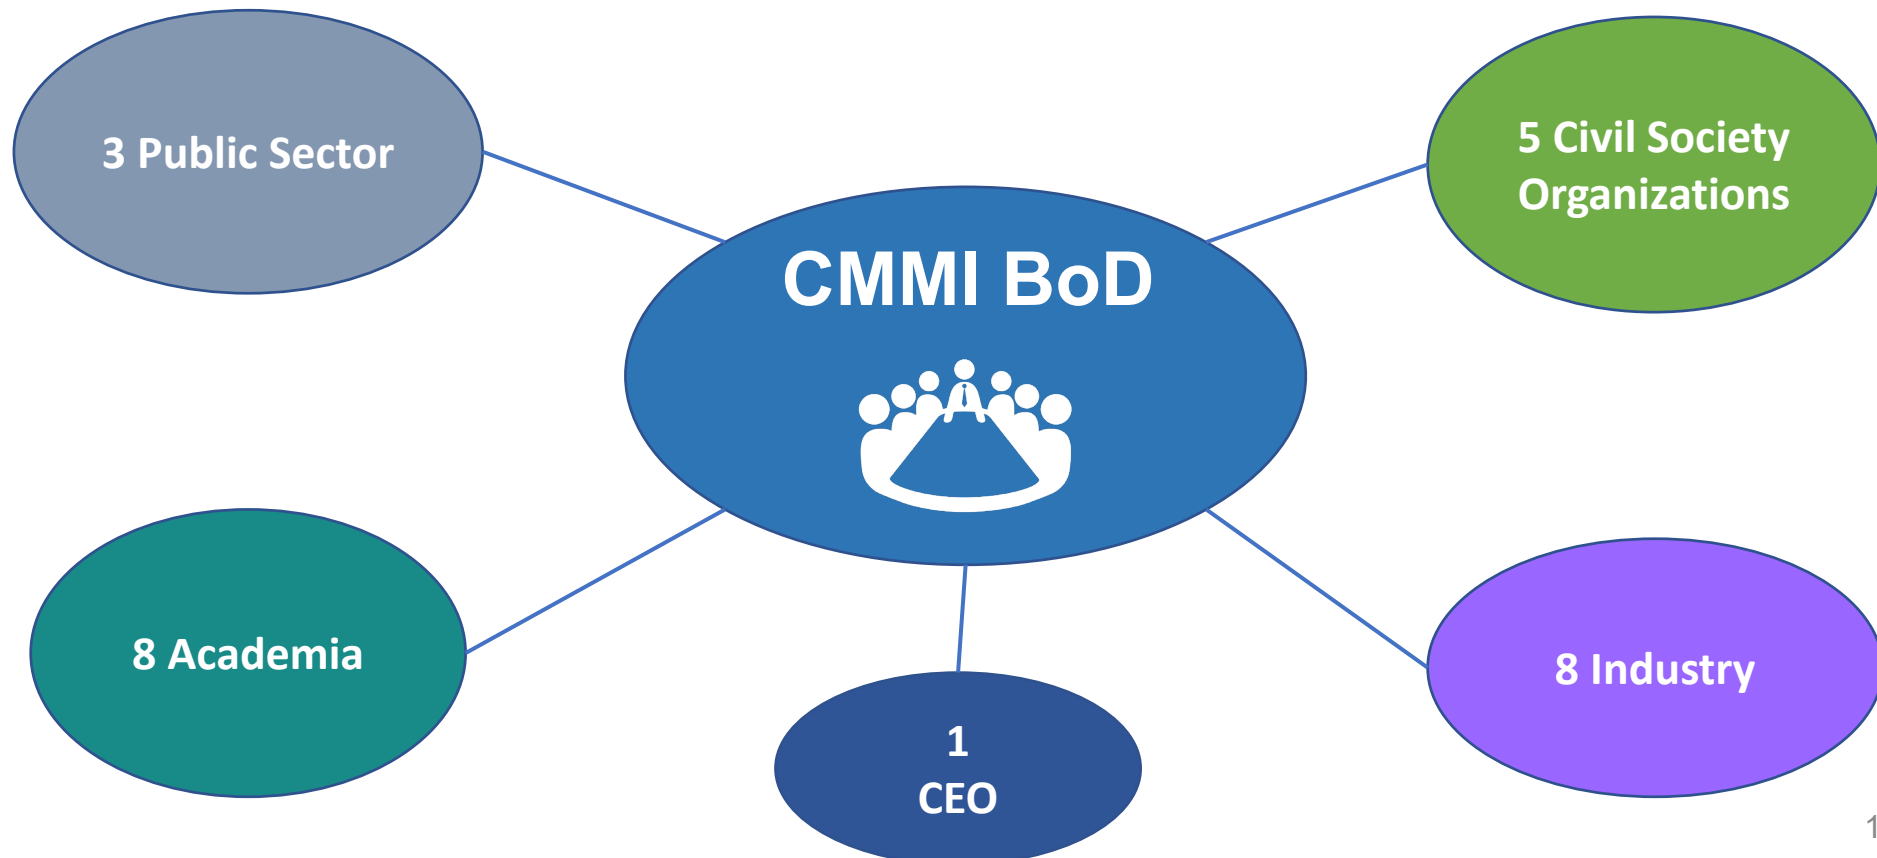 3 Public Sector
5 Civil Society
Organizations
CMMI BoD
8 Academia
8 Industry
1
CEO
1